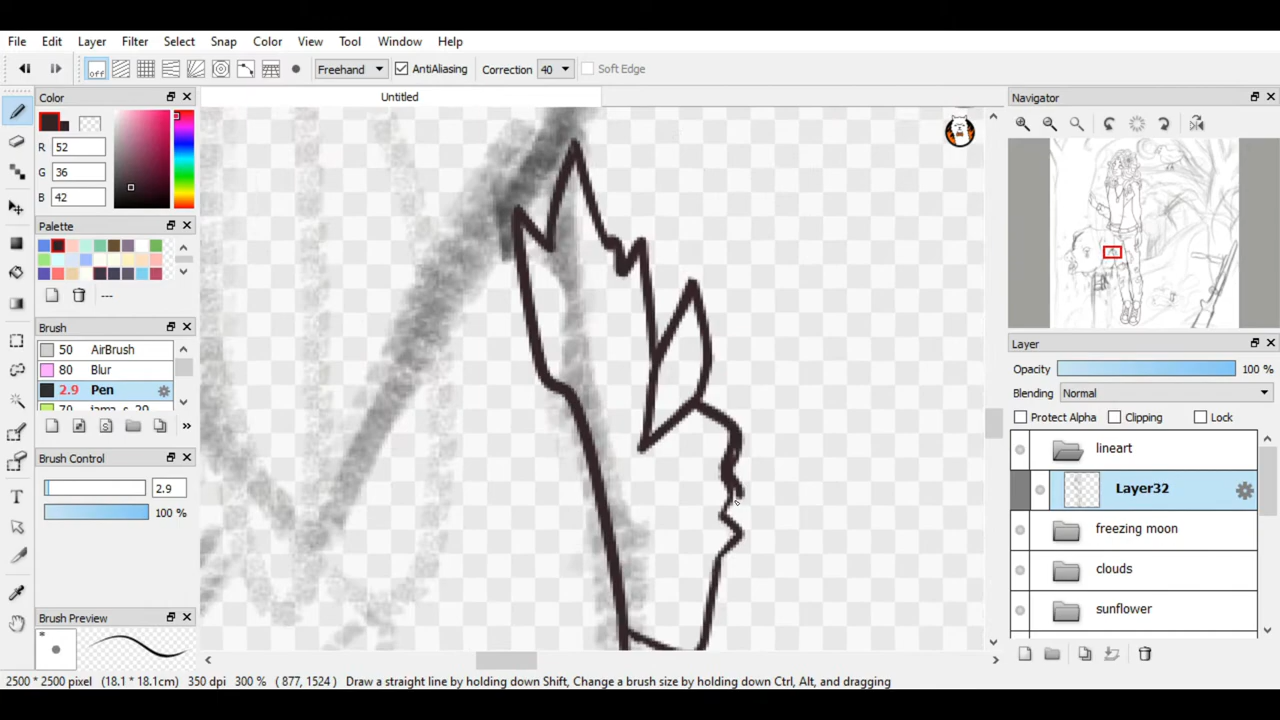 File Edit Layer Filter Select Snap Color View Tool Window Help
off Freehand AntiAliasing Correction 40 Soft Edge
Color
R 52
G 36
B 42
Palette
---
Brush
50 AirBrush
80 Blur
2.9 Pen
S
Brush Control
2.9
100 %
T
Brush Preview
Untitled
Navigator
Layer
Opacity 100 %
Blending Normal
Protect Alpha Clipping Lock
lineart
Layer32
freezing moon
clouds
sunflower
2500 * 2500 pixel (18.1 * 18.1cm) 350 dpi 300 % ( 877, 1524 ) Draw a straight line by holding down Shift, Change a brush size by holding down Ctrl, Alt, and dragging